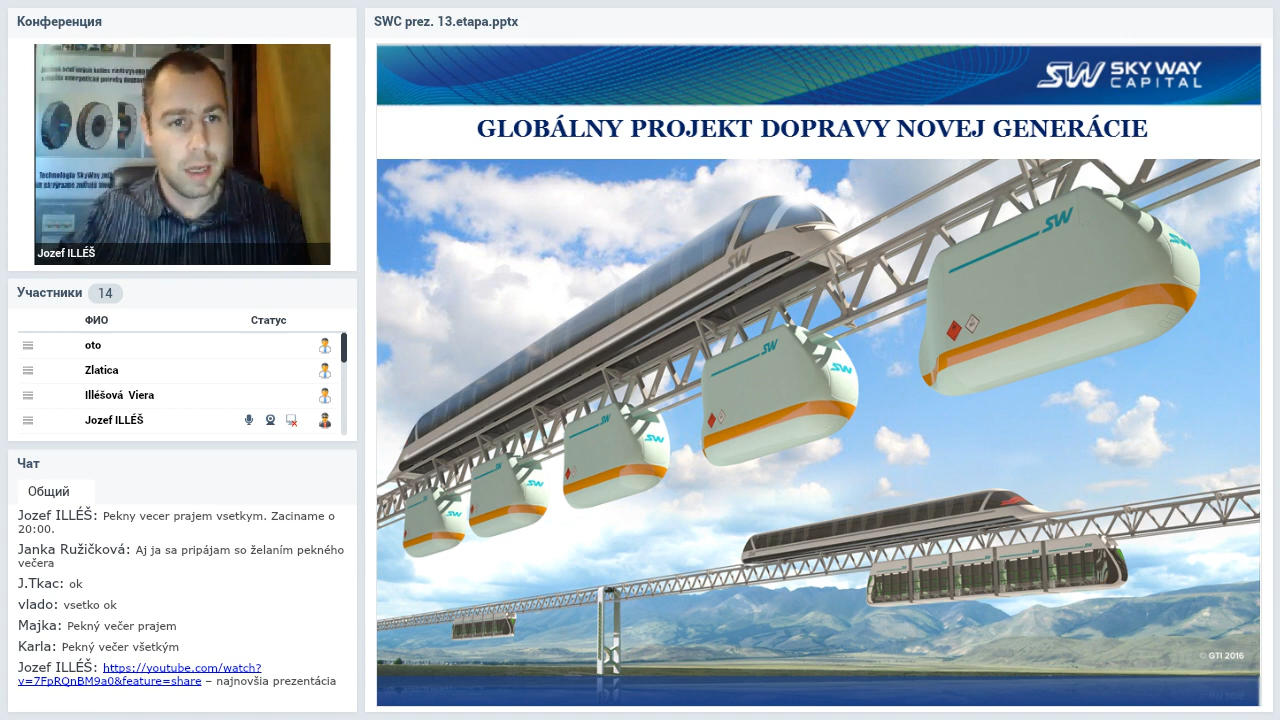 Конференция
Jozef ILLÉŠ
Участники 14
ФИО Статус
oto
Zlatica
Illéšová Viera
Jozef ILLÉŠ
Чат
Общий
Jozef ILLÉŠ: Pekny vecer prajem vsetkym. Zaciname o
20:00.
Janka Ružičková: Aj ja sa pripájam so želaním pekného
večera
J.Tkac: ok
vlado: vsetko ok
Majka: Pekný večer prajem
Karla: Pekný večer všetkým
Jozef ILLÉŠ: https://youtube.com/watch?
v=7FpRQnBM9a0&feature=share – najnovšia prezentácia
SWC prez. 13.etapa.pptx
SW SKY WAY
CAPITAL
GLOBÁLNY PROJEKT DOPRAVY NOVEJ GENERÁCIE
SW
SW
SW
SW
SW
SW
SW
SW
© GTI 2016